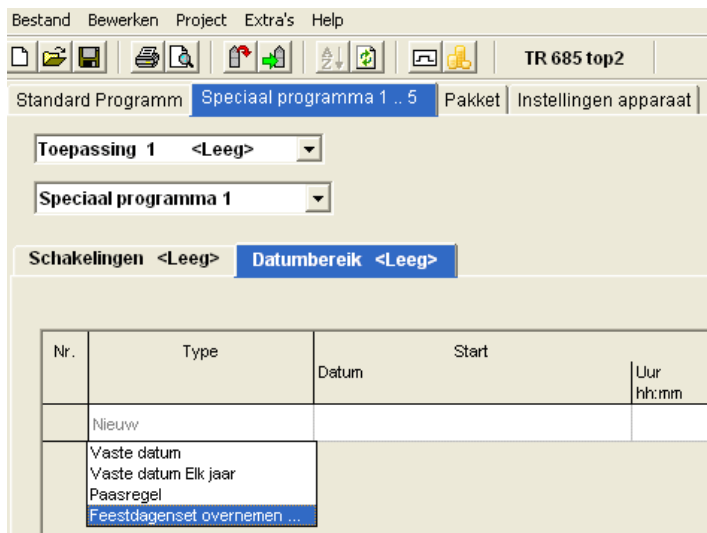 Bestand Bewerken Project Extra's Help
TR 685 top2
Standard Programm Speciaal programma 1 .. 5 Pakket Instellingen apparaat
Toepassing 1 <Leeg>
Speciaal programma 1
Schakelingen <Leeg> Datumbereik <Leeg>
Nr. Type Start
Datum Uur
hh:mm
Nieuw
Vaste datum
Vaste datum Elk jaar
Paasregel
Feestdagenset overnemen ...